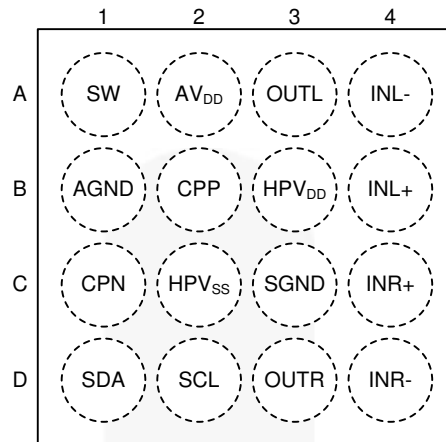 1 2 3 4
A SW AVDD OUTL INL-
B AGND CPP HPVDD INL+
C CPN HPVSS SGND INR+
D SDA SCL OUTR INR-